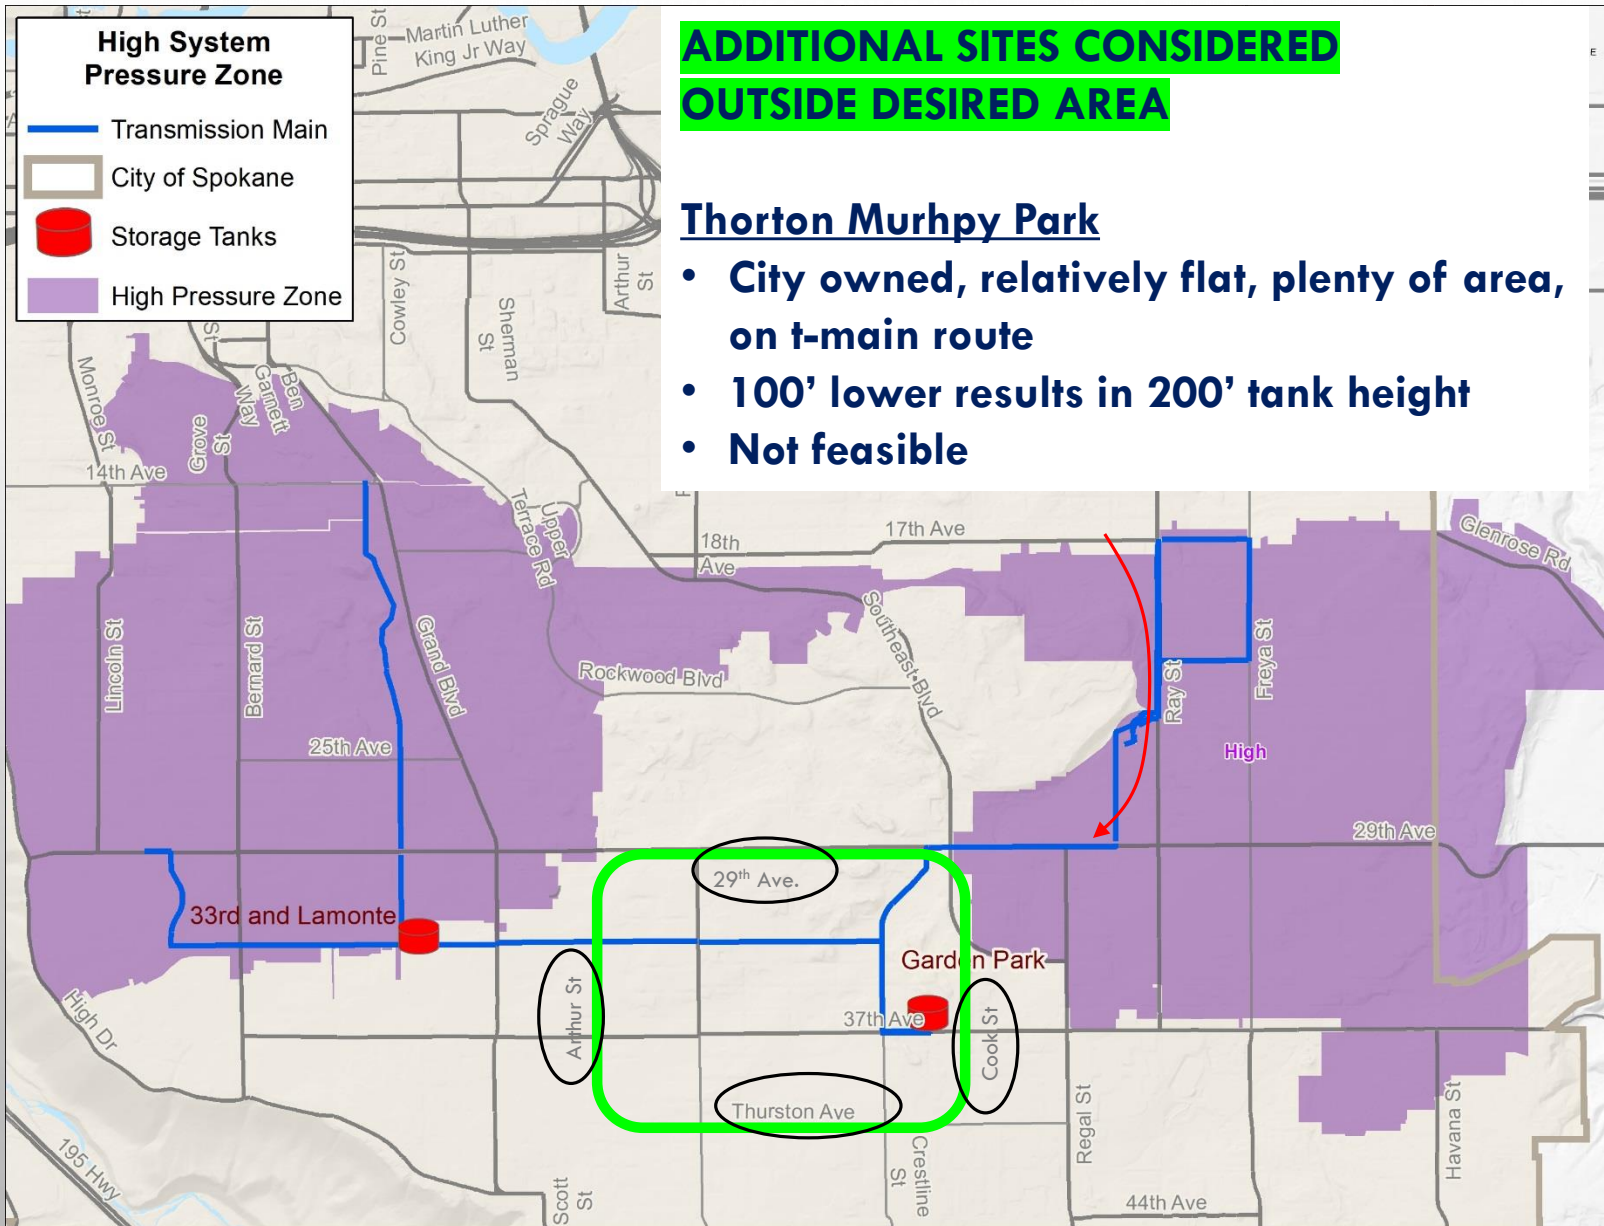 High System
Pressure Zone
Transmission Main
City of Spokane
Storage Tanks
High Pressure Zone
ADDITIONAL SITES CONSIDERED
OUTSIDE DESIRED AREA
Thorton Murhpy Park
• City owned, relatively flat, plenty of area,
on t-main route
• 100’ lower results in 200’ tank height
• Not feasible
Pine St
Martin Luther
King Jr Way
Sprague
Way
E
Cowley St
Sherman
St
Arthur
St
St
Monroe St
Grove
St
Garnett
Way
Ben
14th Ave
Upper
Terrace Rd
18th
Ave
17th Ave
Glenrose Rd
Lincoln St
Bernard St
Grand Blvd
Southeast Blvd
Rockwood Blvd
Ray St
Freya St
High
25th Ave
29th Ave
29th Ave.
33rd and Lamonte
Garden Park
37th Ave
Arthur St
Cook St
High Dr
Thurston Ave
195 Hwy
Scott
St
Crestline
St
Regal St
Havana St
44th Ave